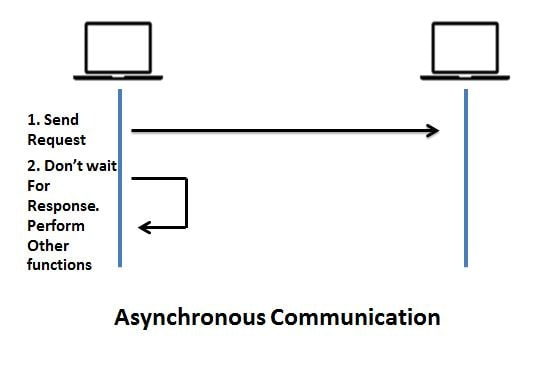 1. Send
Request
2. Don't wait
For
Response.
Perform
Other
functions
Asynchronous Communication